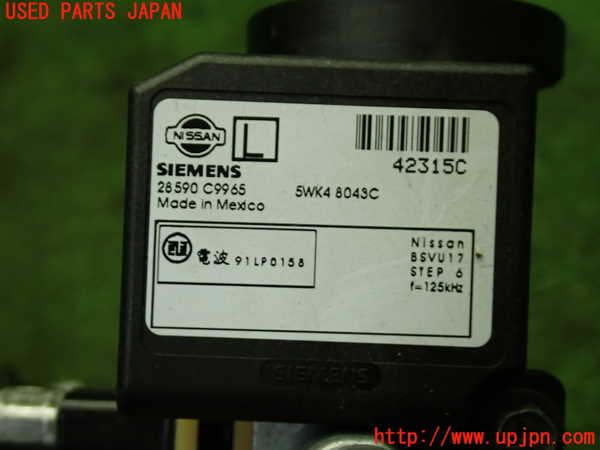 USED PARTS JAPAN
NISSAN
L
SIEMENS
28590 C9965
5WK4 8043C
Made in Mexico
42315C
電波 91LP0158
Nissan
BSVU17
STEP 6
f=125kHz
SIEMENS
http://www.upjpn.com/